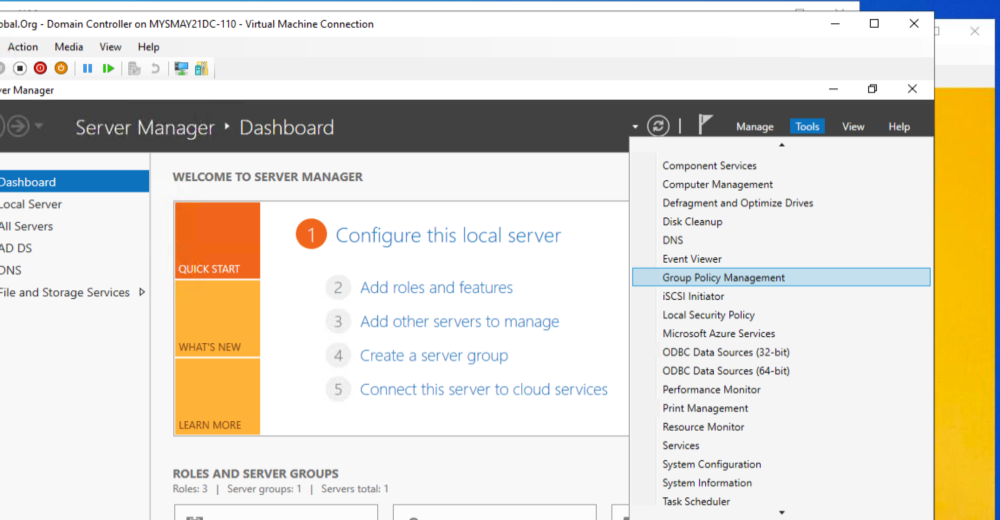 obal.Org - Domain Controller on MYSMAY21DC-110 - Virtual Machine Connection
Action Media View Help
ver Manager
Server Manager ‣ Dashboard
Manage Tools View Help
Dashboard
Local Server
All Servers
AD DS
DNS
File and Storage Services
WELCOME TO SERVER MANAGER
QUICK START
WHAT'S NEW
LEARN MORE
1 Configure this local server
2 Add roles and features
3 Add other servers to manage
4 Create a server group
5 Connect this server to cloud services
ROLES AND SERVER GROUPS
Roles: 3 | Server groups: 1 | Servers total: 1
Component Services
Computer Management
Defragment and Optimize Drives
Disk Cleanup
DNS
Event Viewer
Group Policy Management
iSCSI Initiator
Local Security Policy
Microsoft Azure Services
ODBC Data Sources (32-bit)
ODBC Data Sources (64-bit)
Performance Monitor
Print Management
Resource Monitor
Services
System Configuration
System Information
Task Scheduler